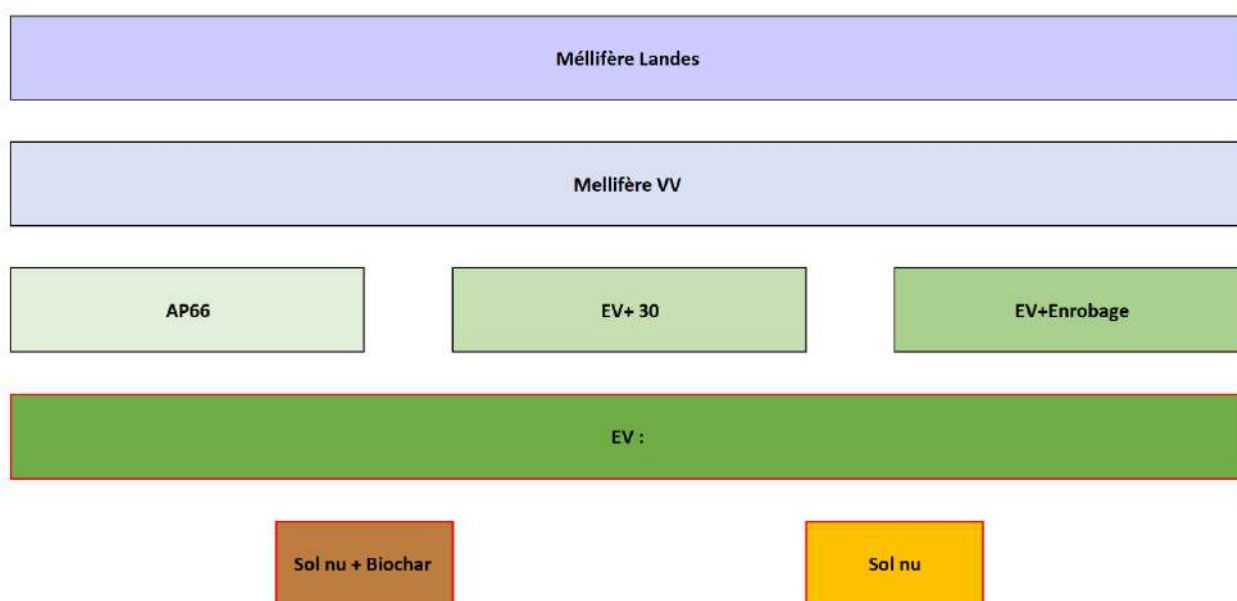 Méllifère Landes
Mellifère VV
AP66
EV+ 30
EV+Enrobage
EV :
Sol nu + Biochar
Sol nu